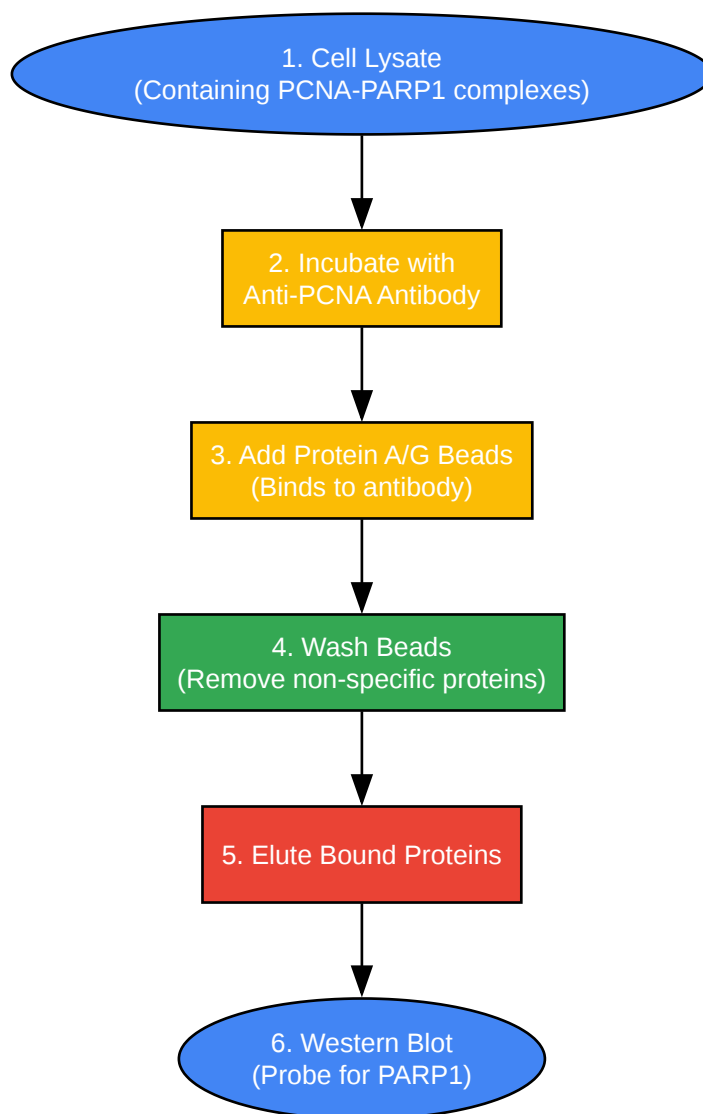 1. Cell Lysate
(Containing PCNA-PARP1 complexes)
2. Incubate with
Anti-PCNA Antibody
3. Add Protein A/G Beads
(Binds to antibody)
4. Wash Beads
(Remove non-specific proteins)
5. Elute Bound Proteins
6. Western Blot
(Probe for PARP1)